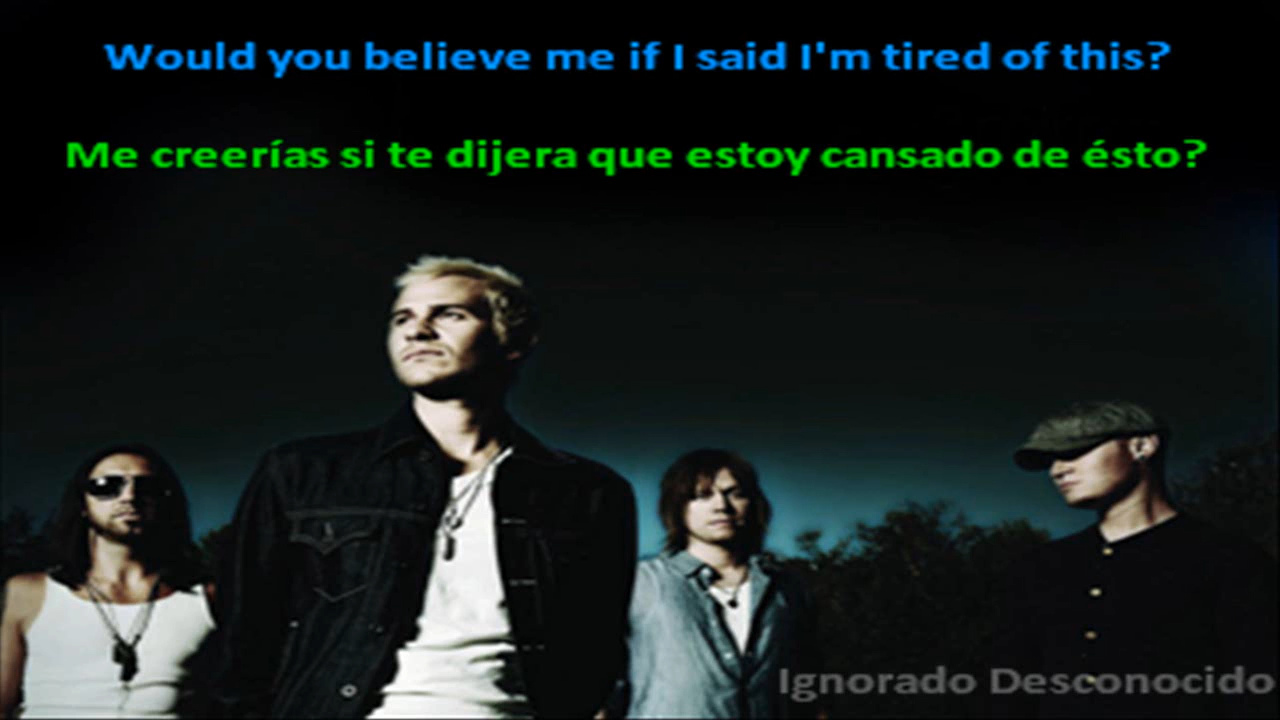 Would you believe me if I said I'm tired of this?
Me creerías si te dijera que estoy cansado de ésto?
Ignorado Desconocido